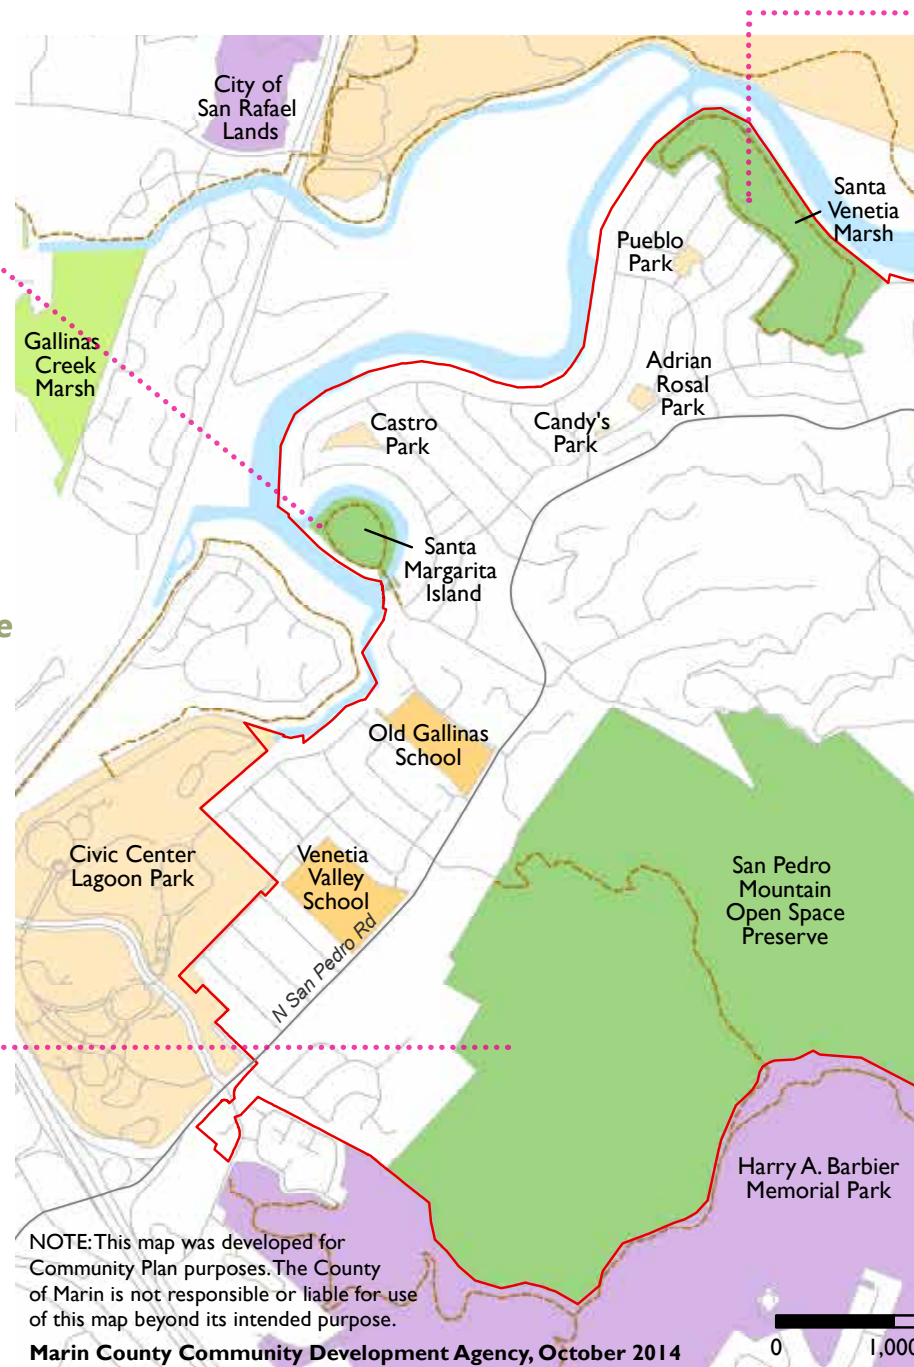 City of
San Rafael
Lands
Santa
Venetia
Marsh
Pueblo
Park
Gallinas
Creek
Marsh
Adrian
Rosal
Park
Castro
Park
Candy's
Park
Santa
Margarita
Island
e
Old Gallinas
School
Civic Center
Lagoon Park
Venetia
Valley
School
San Pedro
Mountain
Open Space
Preserve
N San Pedro Rd
Harry A. Barbier
Memorial Park
NOTE: This map was developed for
Community Plan purposes. The County
of Marin is not responsible or liable for use
of this map beyond its intended purpose.
Marin County Community Development Agency, October 2014
0 1,000